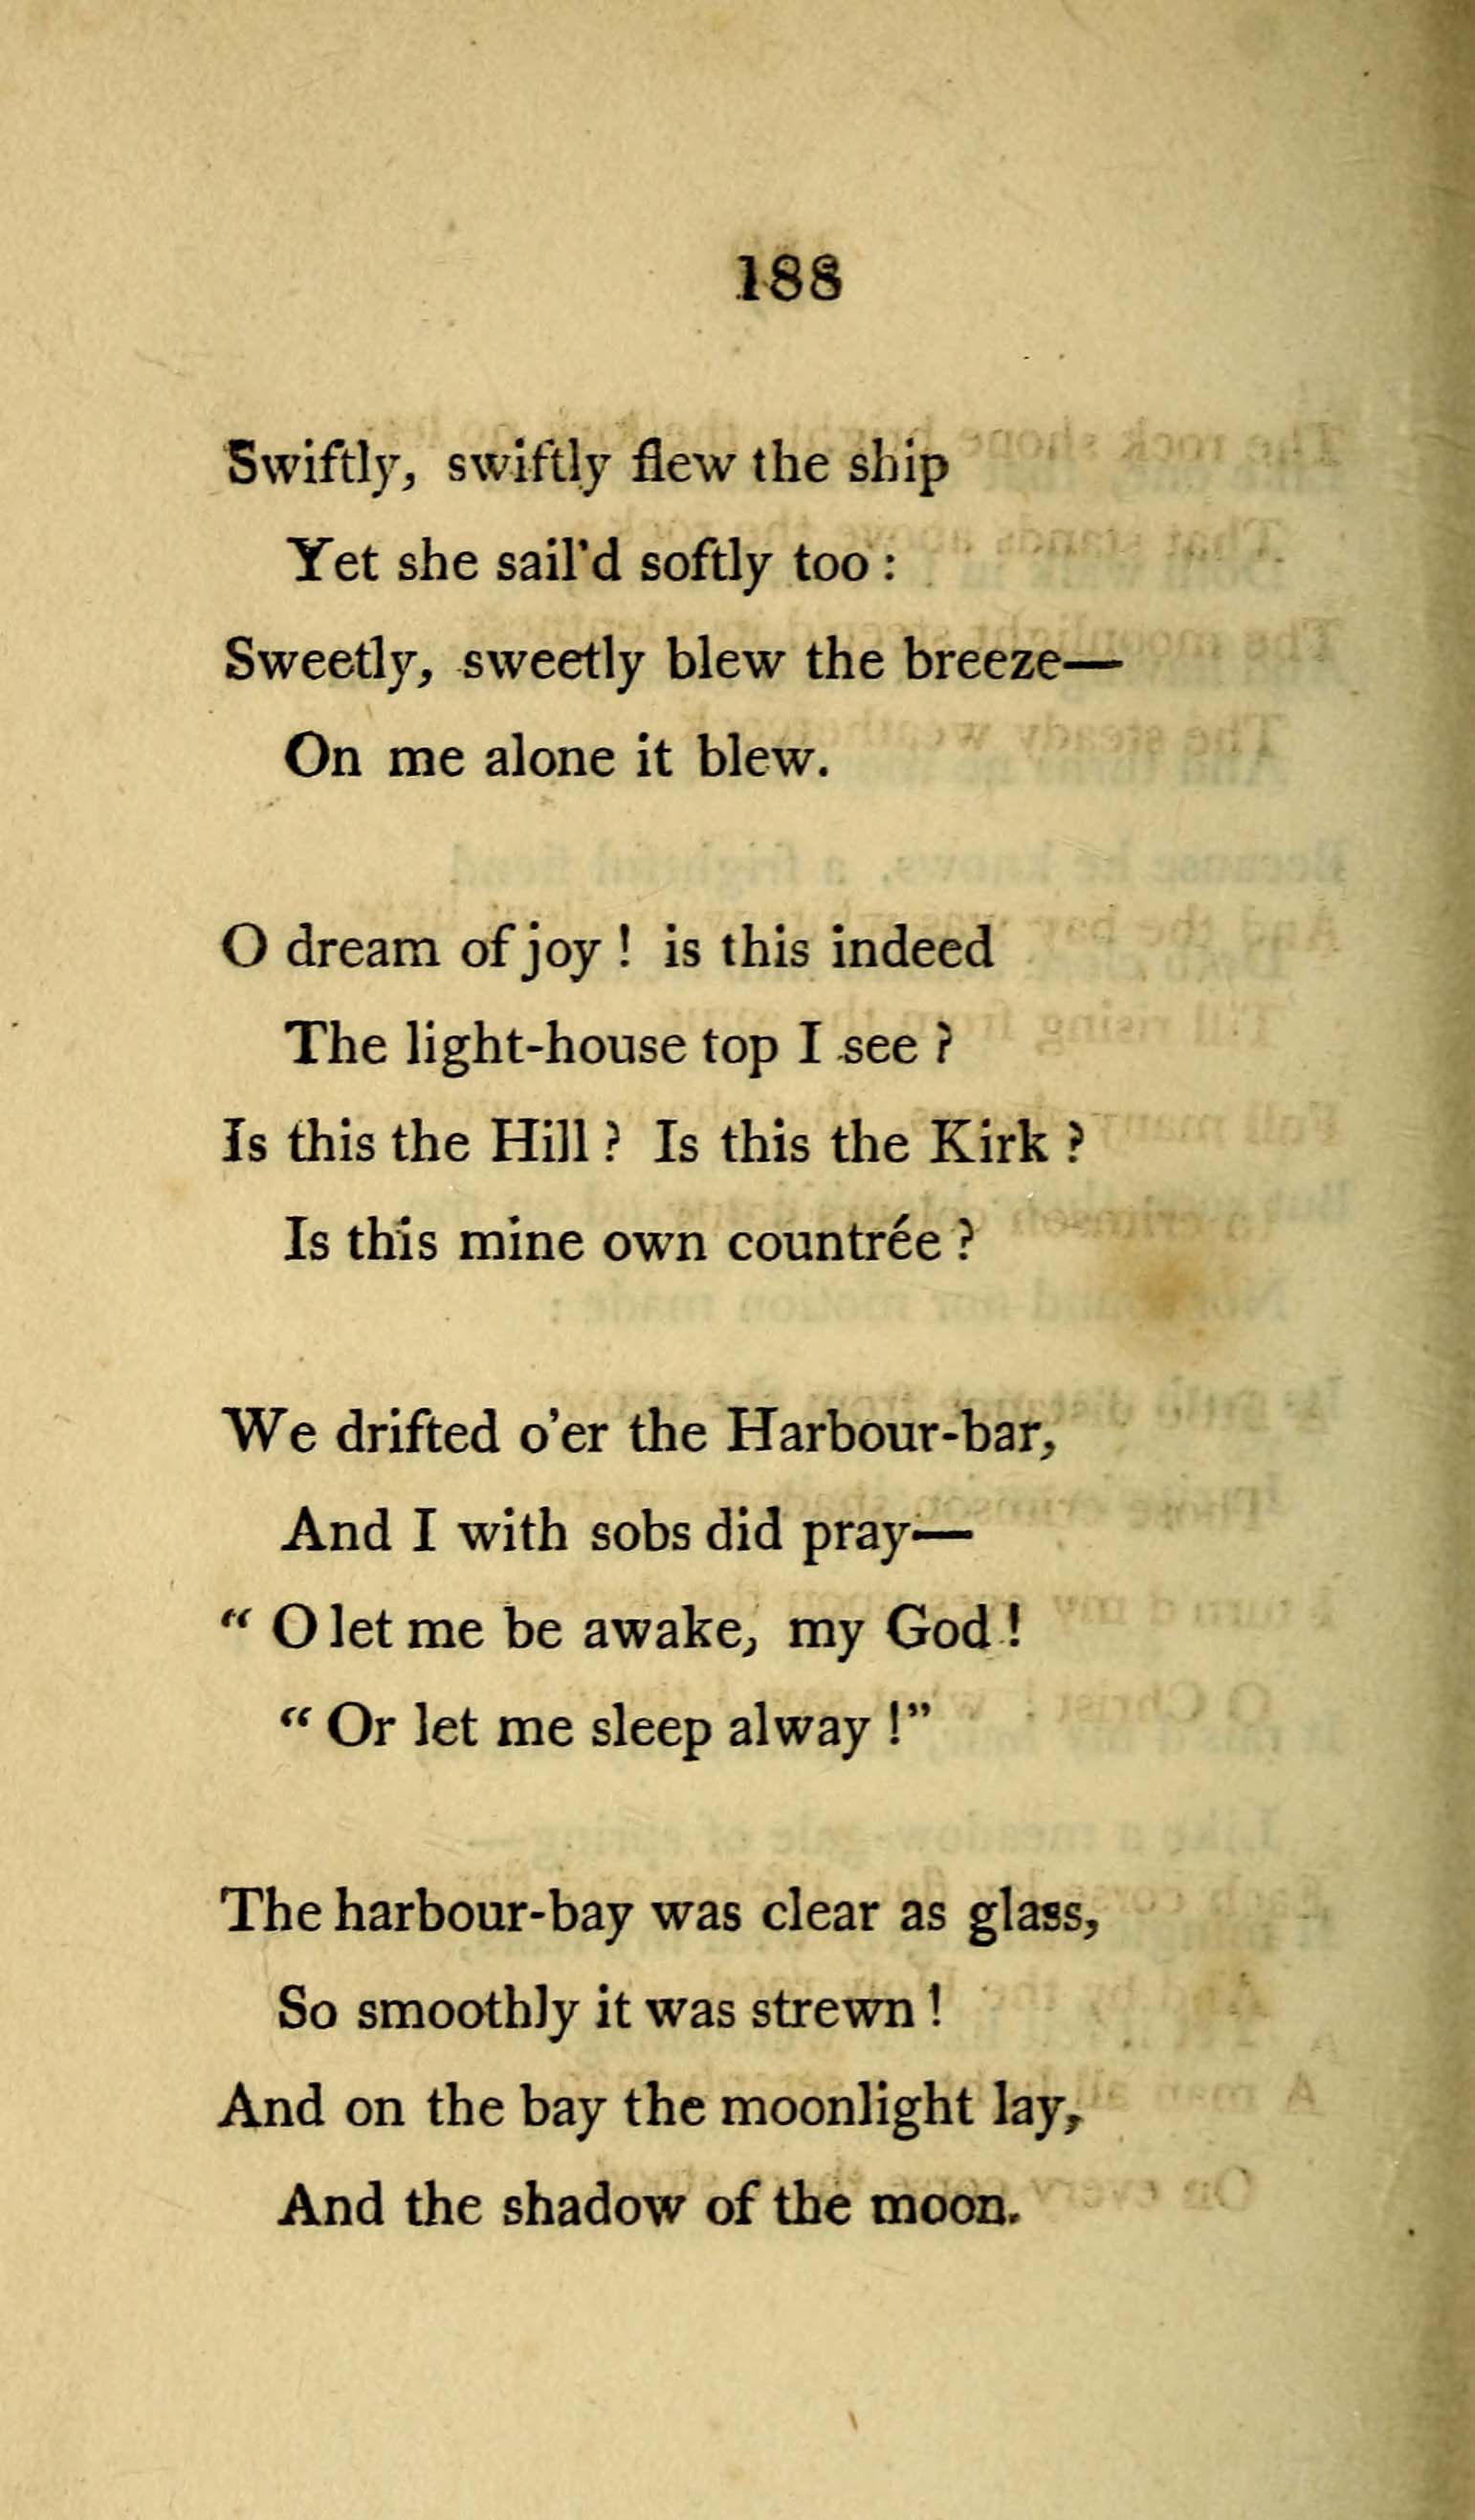 188
Swiftly, swiftly flew the ship
Yet she sail'd softly too :
Sweetly, sweetly blew the breeze—
On me alone it blew.
O dream of joy ! is this indeed
The light-house top I see ?
Is this the Hill ? Is this the Kirk ?
Is this mine own countrée ?
We drifted o'er the Harbour-bar,
And I with sobs did pray—
" O let me be awake, my God !
" Or let me sleep alway !"
The harbour-bay was clear as glass,
So smoothly it was strewn !
And on the bay the moonlight lay,
And the shadow of the moon.